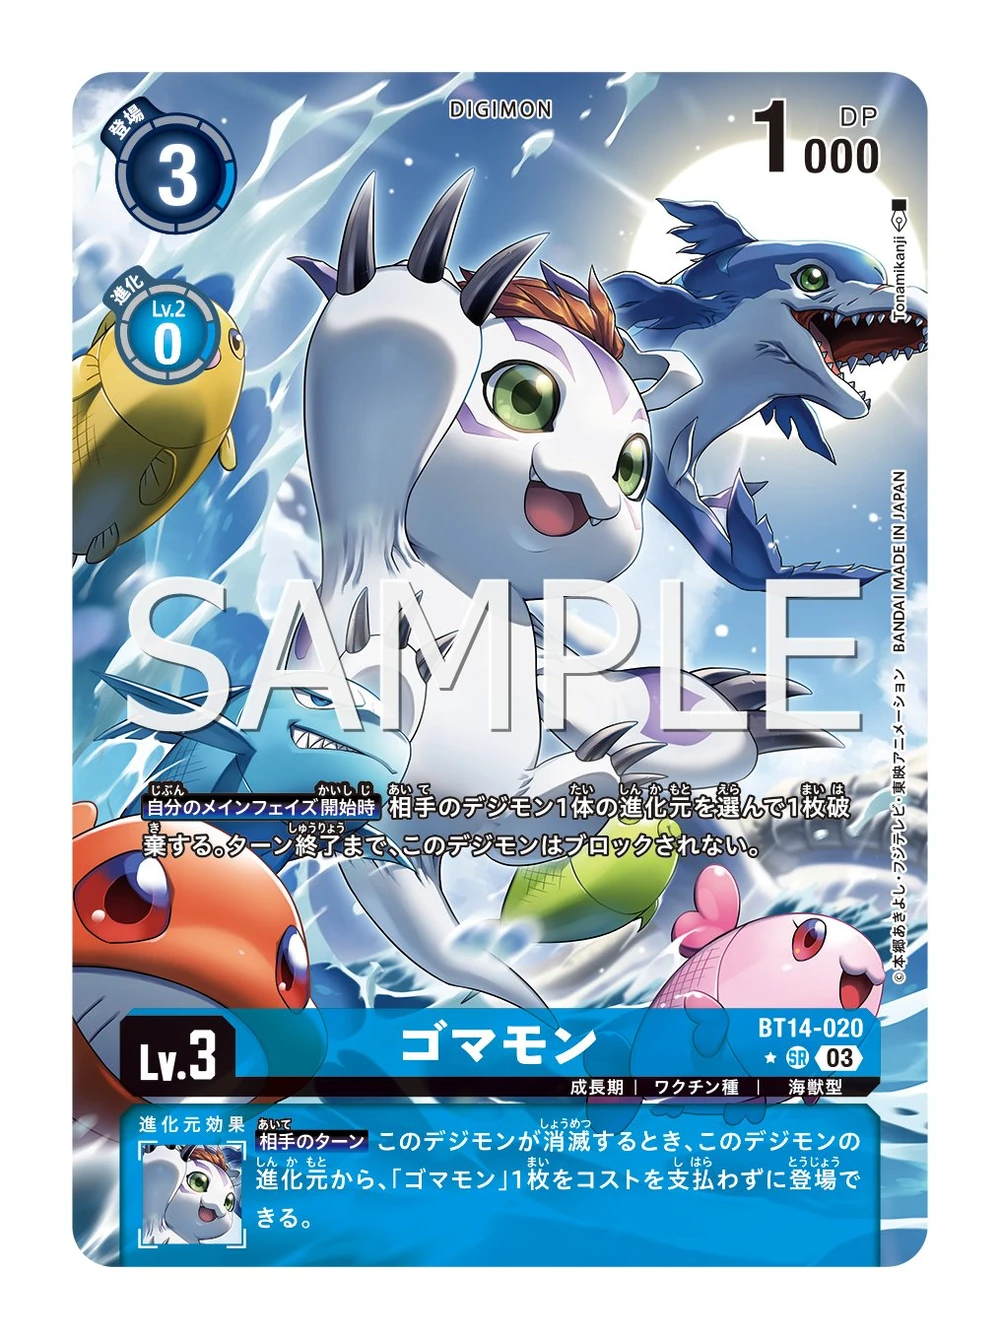 登場
3
DIGIMON
1000
DP
進化
Lv.2
0
Tonamikanji
SAMPLE
自分のメインフェイズ開始時 相手のデジモン1体の進化元を選んで1枚破
棄する。ターン終了まで、このデジモンはブロックされない。
©本郷あきよし・フジテレビ・東映アニメーション BANDAI MADE IN JAPAN
Lv.3
ゴマモン
BT14-020
SR 03
成長期 | ワクチン種 | 海獣型
進化元効果
相手のターン このデジモンが消滅するとき、このデジモンの
進化元から、「ゴマモン」1枚をコストを支払わずに登場で
きる。